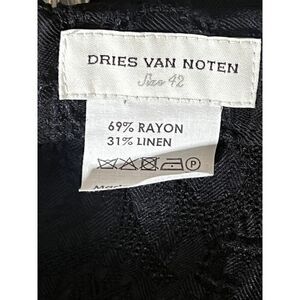 DRIES VAN NOTEN
Size 42
69% RAYON
31% LINEN
P